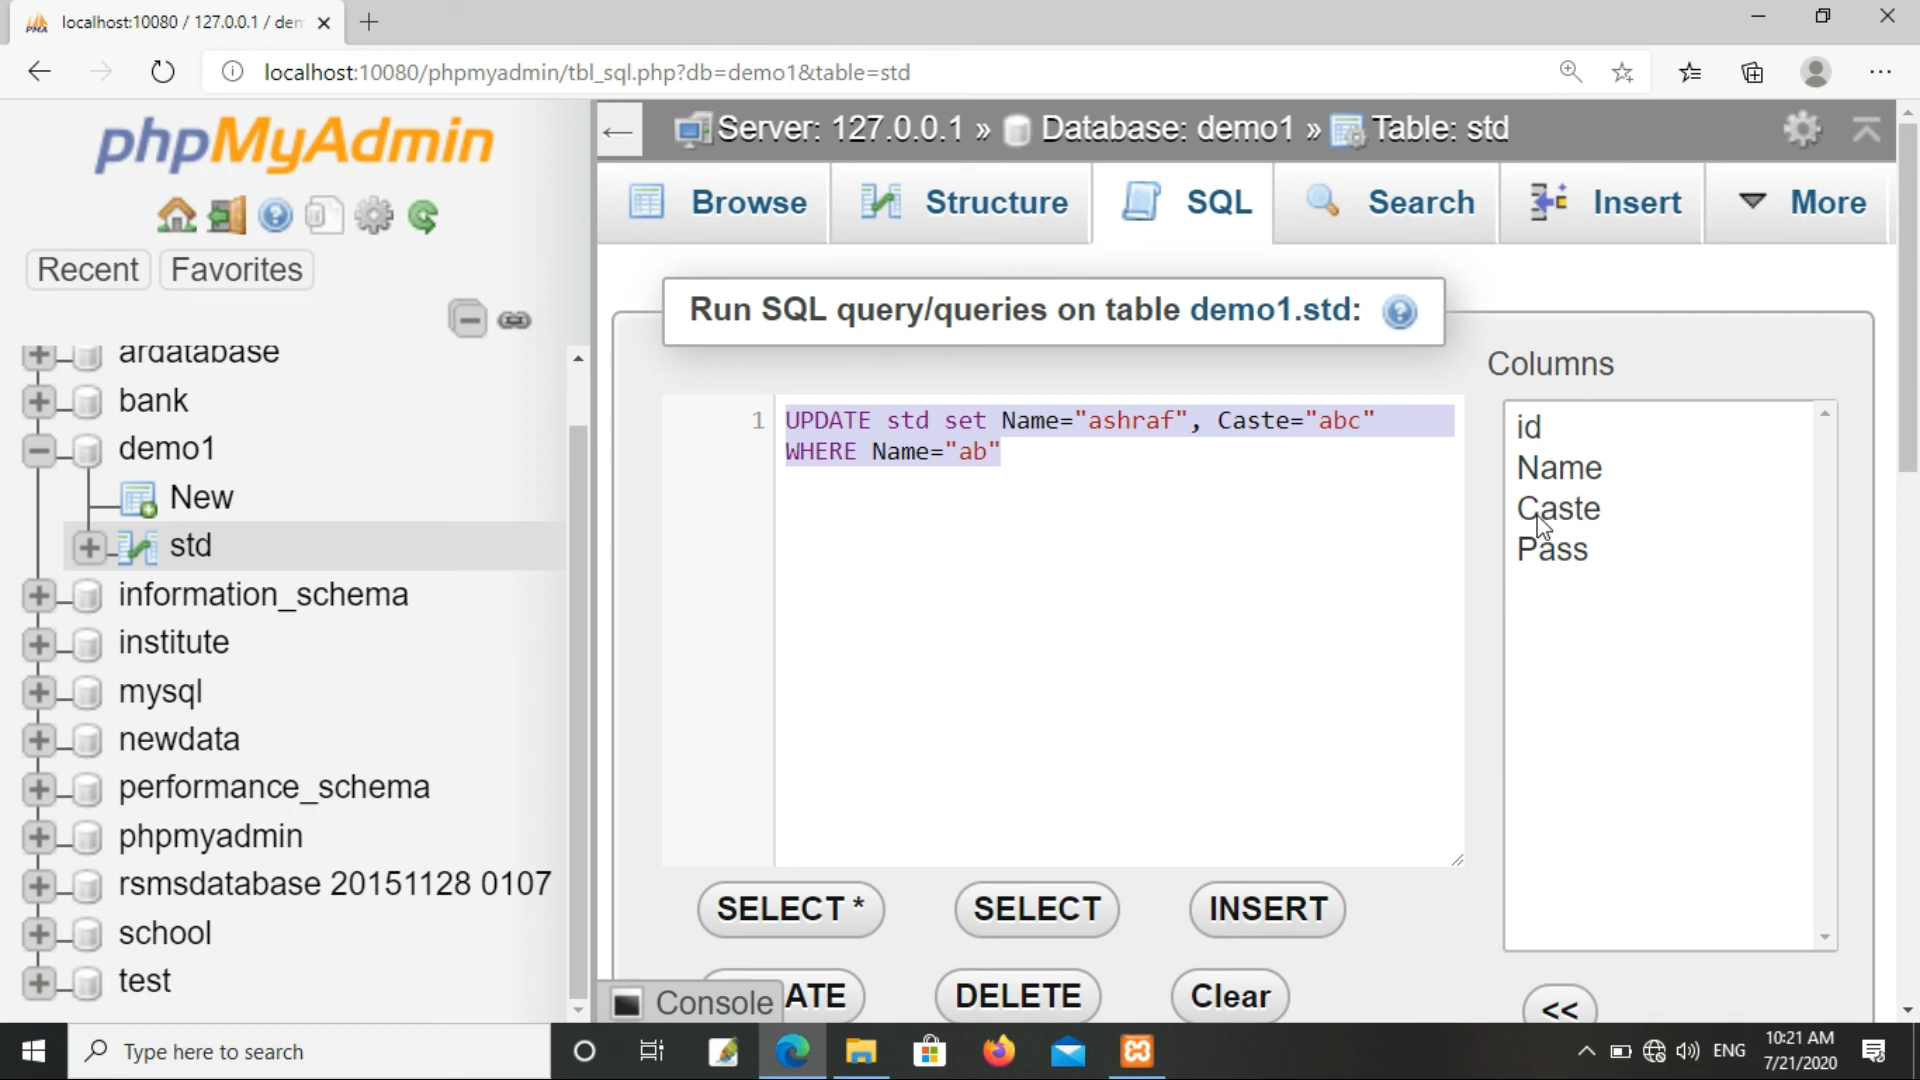 localhost:10080 / 127.0.0.1 / den
localhost:10080/phpmyadmin/tbl_sql.php?db=demo1&table=std
phpMyAdmin
Recent
Favorites
ardatabase
bank
demo1
New
std
information_schema
institute
mysql
newdata
performance_schema
phpmyadmin
rsmsdatabase 20151128 0107
school
test
Server: 127.0.0.1 » Database: demo1 » Table: std
Browse
Structure
SQL
Search
Insert
More
Run SQL query/queries on table demo1.std:
Columns
1
UPDATE std set Name="ashraf", Caste="abc"
WHERE Name="ab"
id
Name
Caste
Pass
SELECT *
SELECT
INSERT
ATE
DELETE
Clear
<<
Console
Type here to search
ENG
10:21 AM
7/21/2020